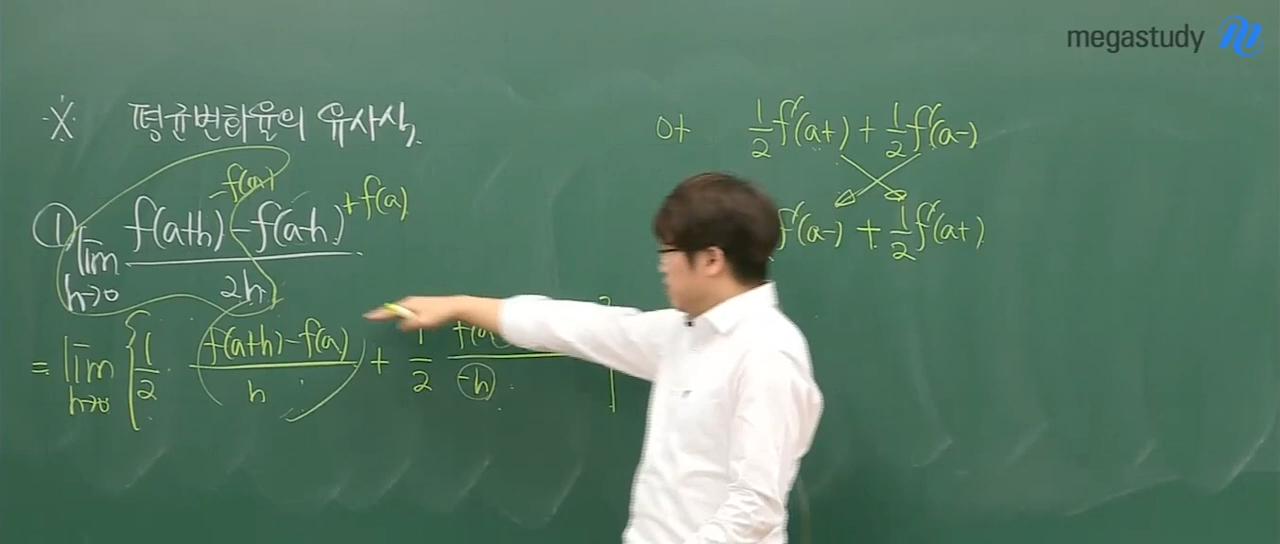 megastudy
※ 평균변화율의 유사식.
0+ 1/2 f'(a+) + 1/2 f'(a-)
-f(a)
① lim h→0 f(a+h)-f(a-h) +f(a) / 2h
f'(a-) + 1/2 f'(a+)
= lim h→0 { 1/2 · f(a+h)-f(a) / h + 1/2 f(a / -h